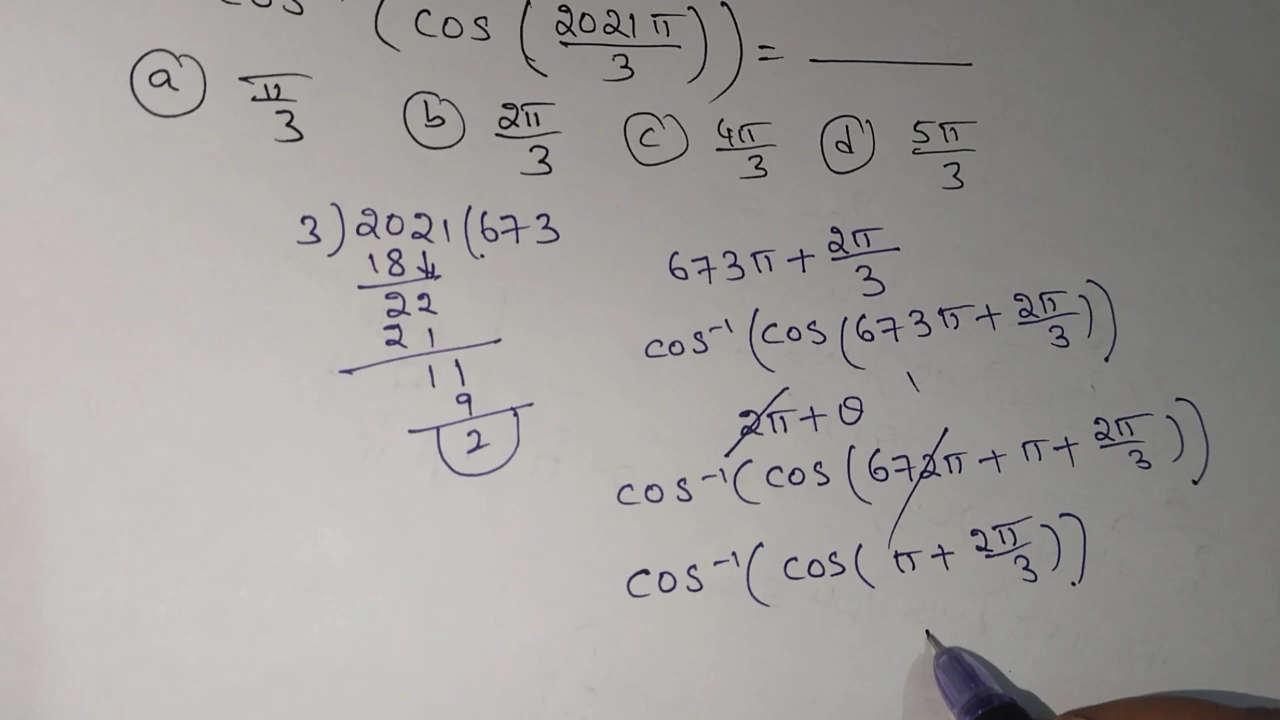 cos⁻¹(cos(2021π/3)) = ______
(a) π/3 (b) 2π/3 (c) 4π/3 (d) 5π/3
3)2021(673
18↓
22
21
11
9
2
673π + 2π/3
cos⁻¹(cos(673π + 2π/3))
2π + θ
cos⁻¹(cos(672π + π + 2π/3))
cos⁻¹(cos(π + 2π/3))